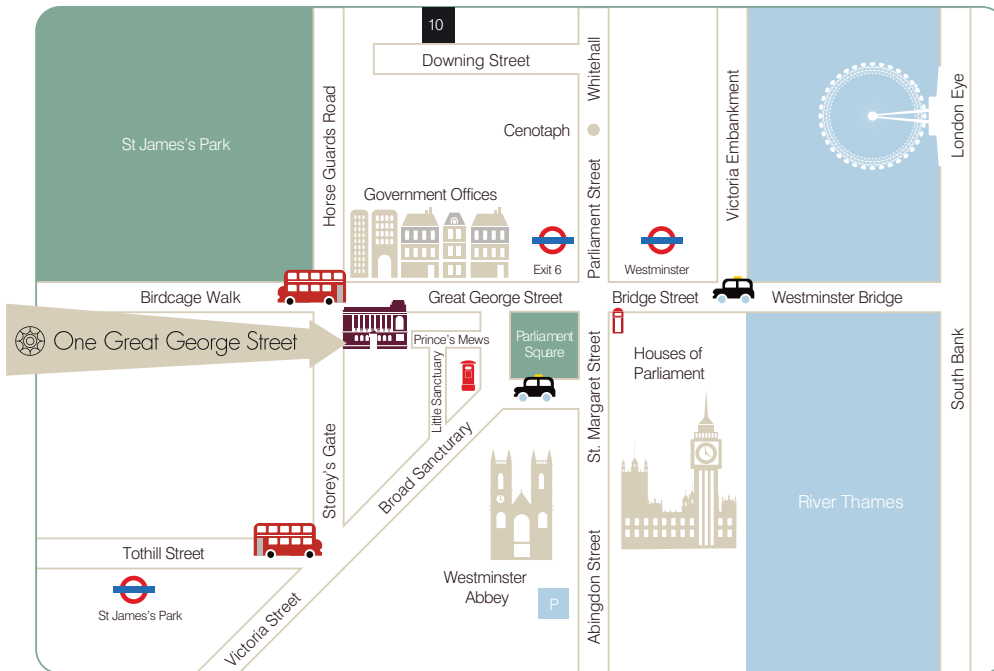 10
Downing Street
Whitehall
Cenotaph
St James's Park
Horse Guards Road
Victoria Embankment
London Eye
Government Offices
Parliament Street
Exit 6
Westminster
Birdcage Walk
Great George Street
Bridge Street
Westminster Bridge
One Great George Street
Prince's Mews
Parliament
Square
Houses of
Parliament
Little Sanctuary
St. Margaret Street
South Bank
Storey's Gate
Broad Sancturary
River Thames
Tothill Street
Westminster
Abbey
P
Abingdon Street
St James's Park
Victoria Street